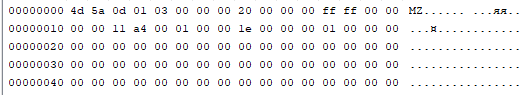 00000000 4d 5a 0d 01 03 00 00 00 20 00 00 00 ff ff 00 00 MZ...... ...яя..
00000010 00 00 11 a4 00 01 00 00 1e 00 00 00 01 00 00 00 ...¤............
00000020 00 00 00 00 00 00 00 00 00 00 00 00 00 00 00 00 ................
00000030 00 00 00 00 00 00 00 00 00 00 00 00 00 00 00 00 ................
00000040 00 00 00 00 00 00 00 00 00 00 00 00 00 00 00 00 ................